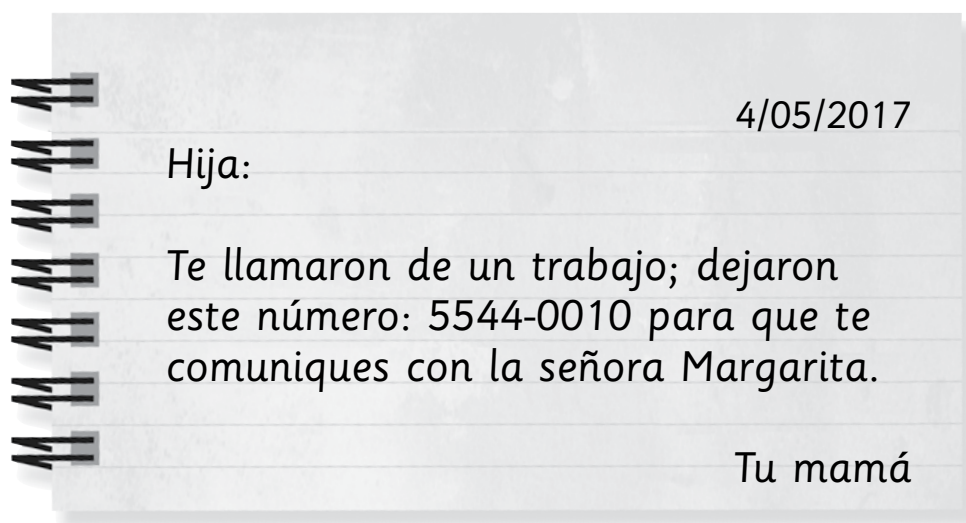 4/05/2017
Hija:
Te llamaron de un trabajo; dejaron
este número: 5544-0010 para que te
comuniques con la señora Margarita.
Tu mamá